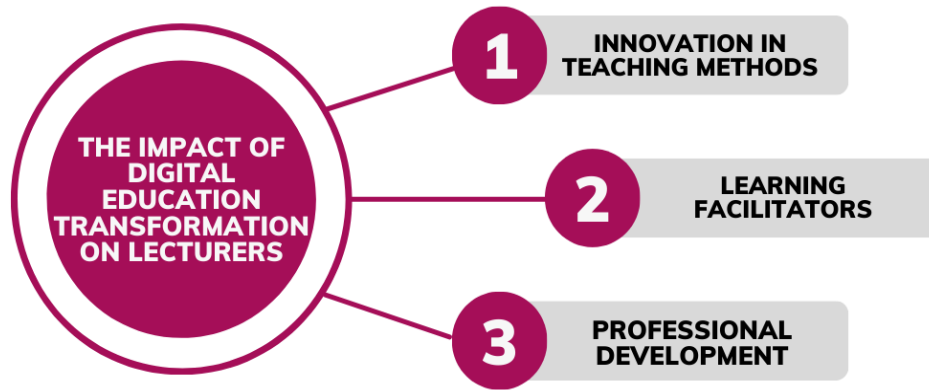 THE IMPACT OF
DIGITAL
EDUCATION
TRANSFORMATION
ON LECTURERS
1
INNOVATION IN
TEACHING METHODS
2
LEARNING
FACILITATORS
3
PROFESSIONAL
DEVELOPMENT